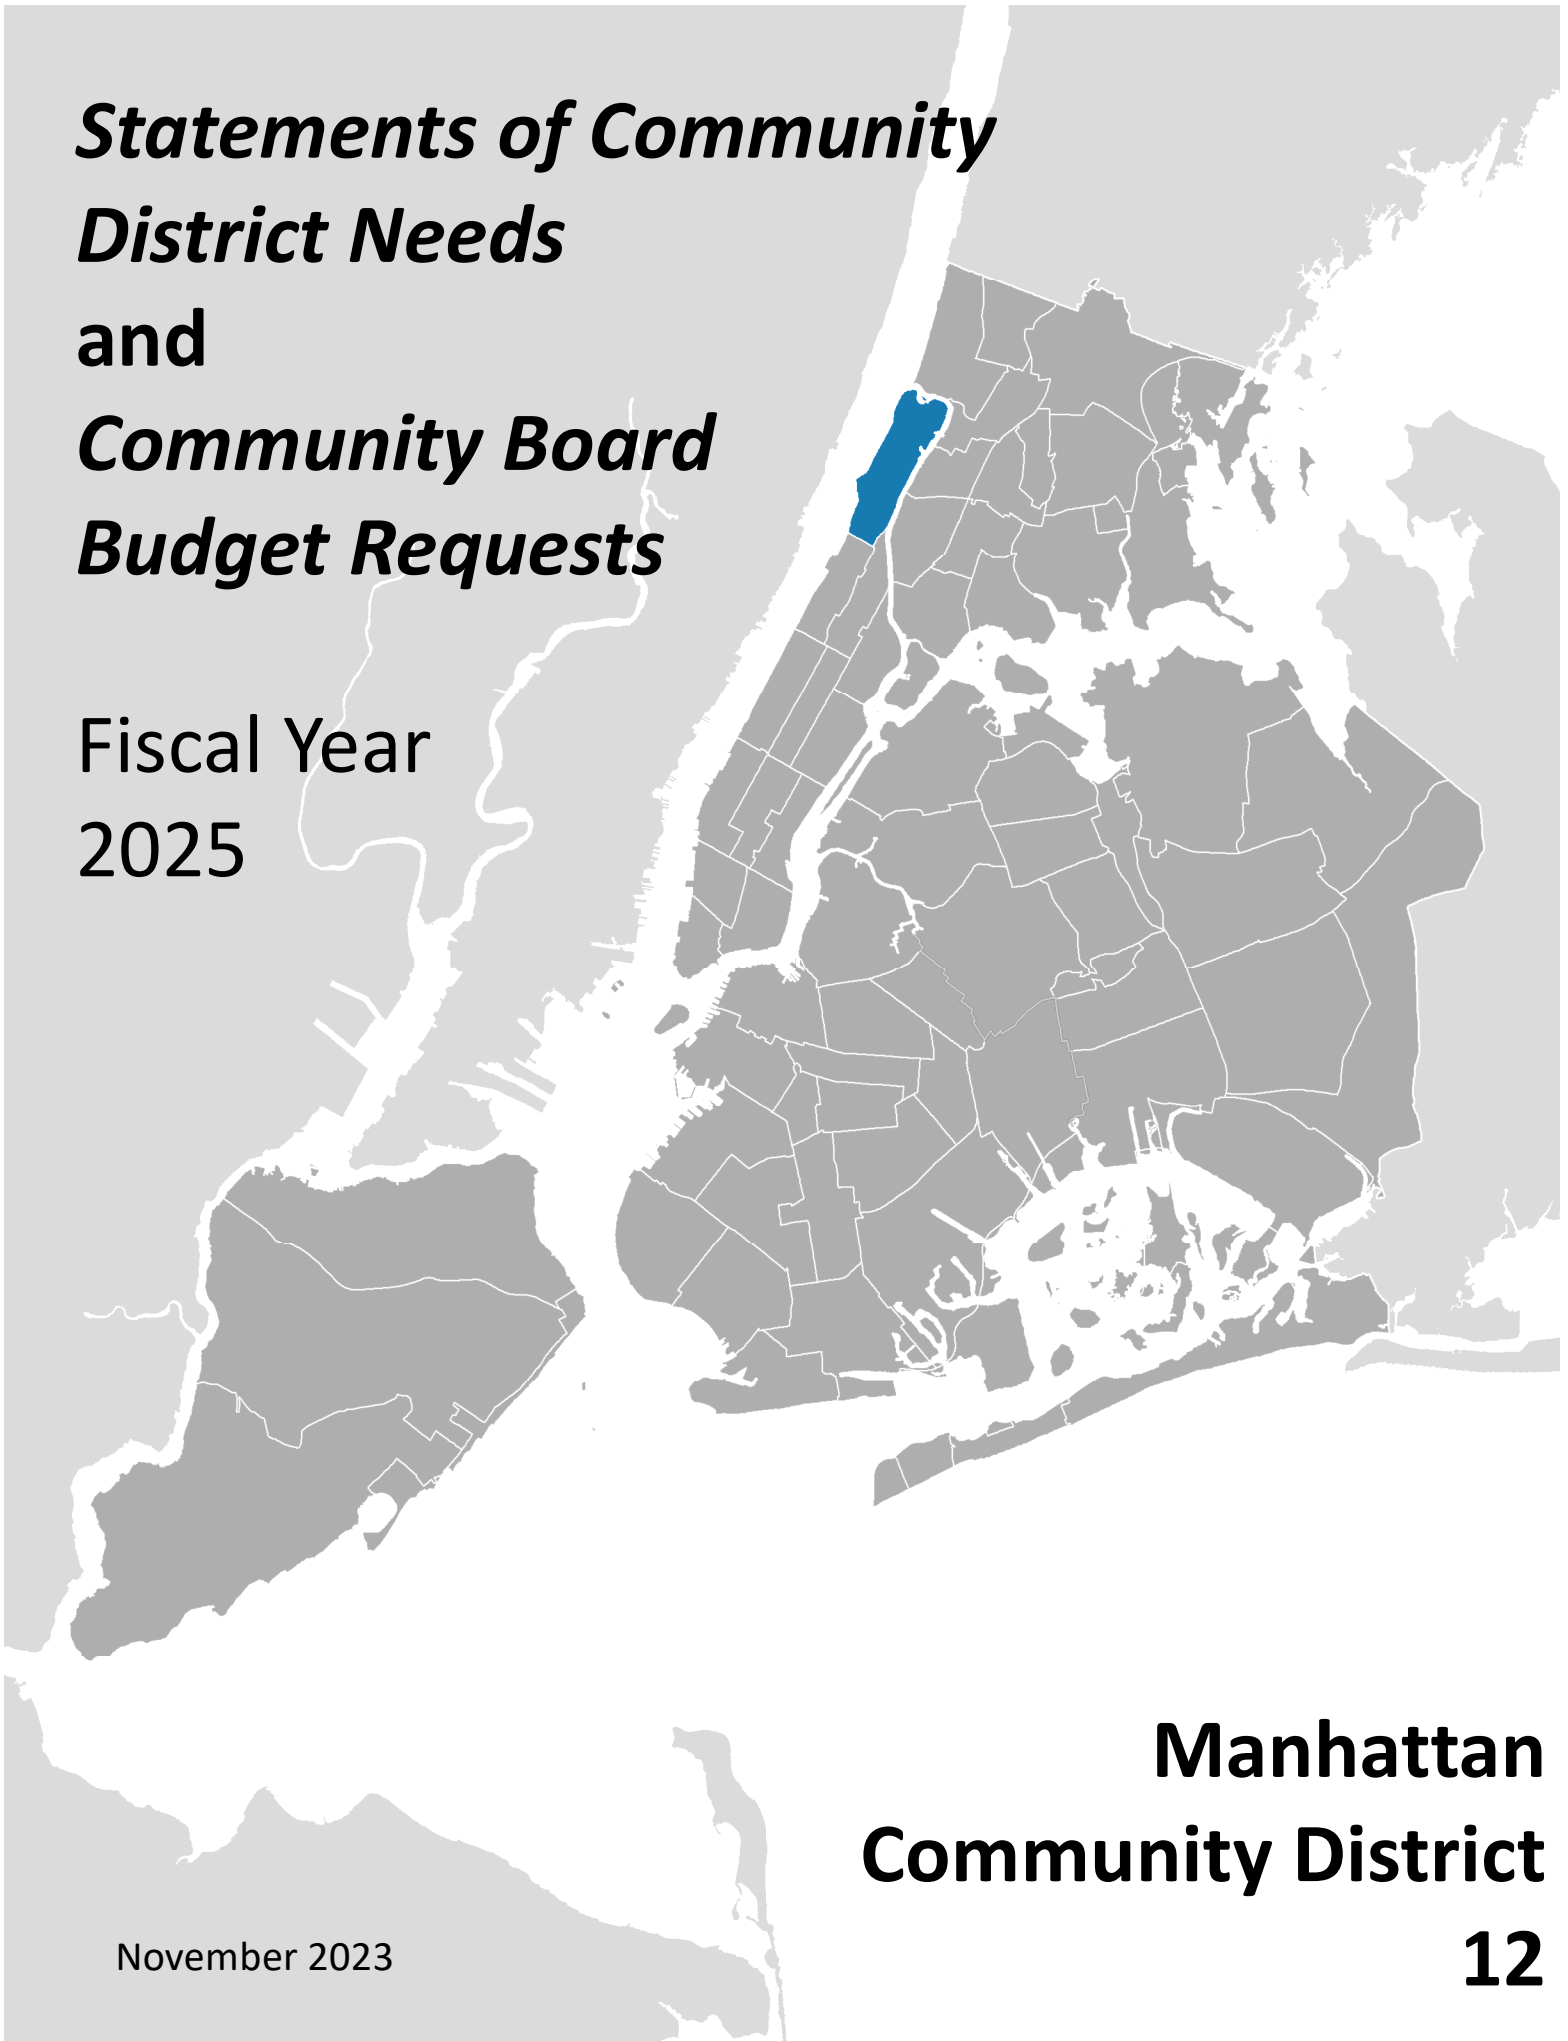 Statements of Community
District Needs
and
Community Board
Budget Requests
Fiscal Year
2025
Manhattan
Community District
12
November 2023